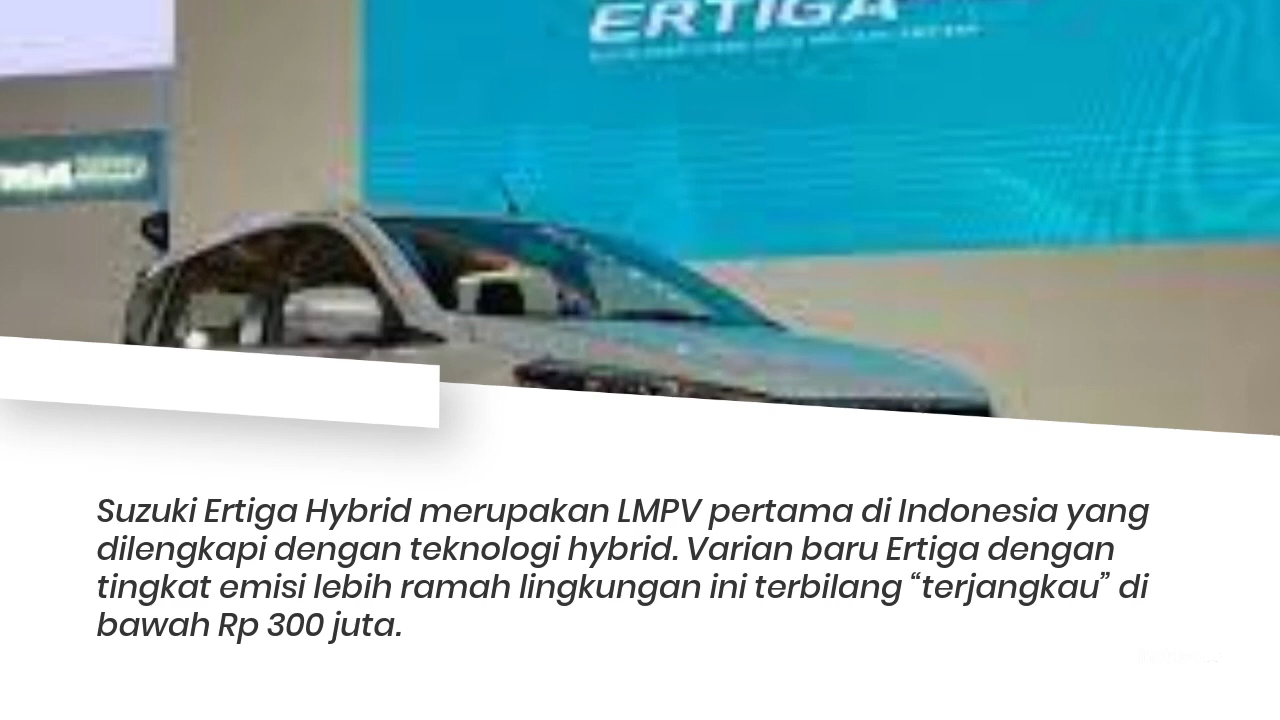 ERTIGA
Suzuki Ertiga Hybrid merupakan LMPV pertama di Indonesia yang
dilengkapi dengan teknologi hybrid. Varian baru Ertiga dengan
tingkat emisi lebih ramah lingkungan ini terbilang “terjangkau” di
bawah Rp 300 juta.